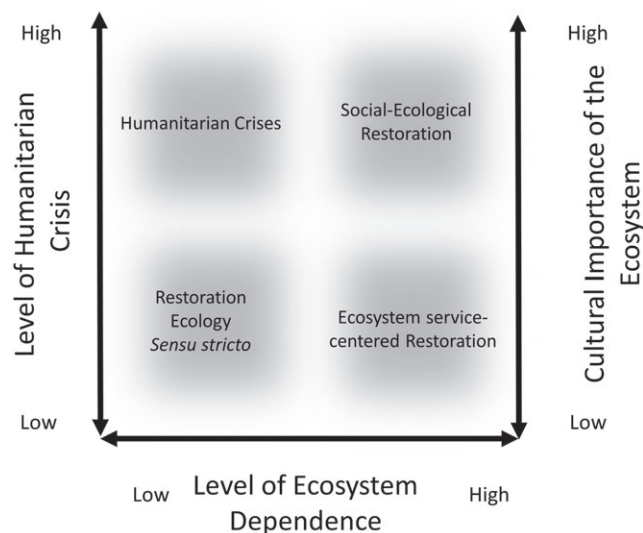 High
High
Humanitarian Crises
Social-Ecological
Restoration
Level of Humanitarian
Crisis
Cultural Importance of the
Ecosystem
Restoration
Ecology
Sensu stricto
Ecosystem service-
centered Restoration
Low
Low
Low
Level of Ecosystem
Dependence
High